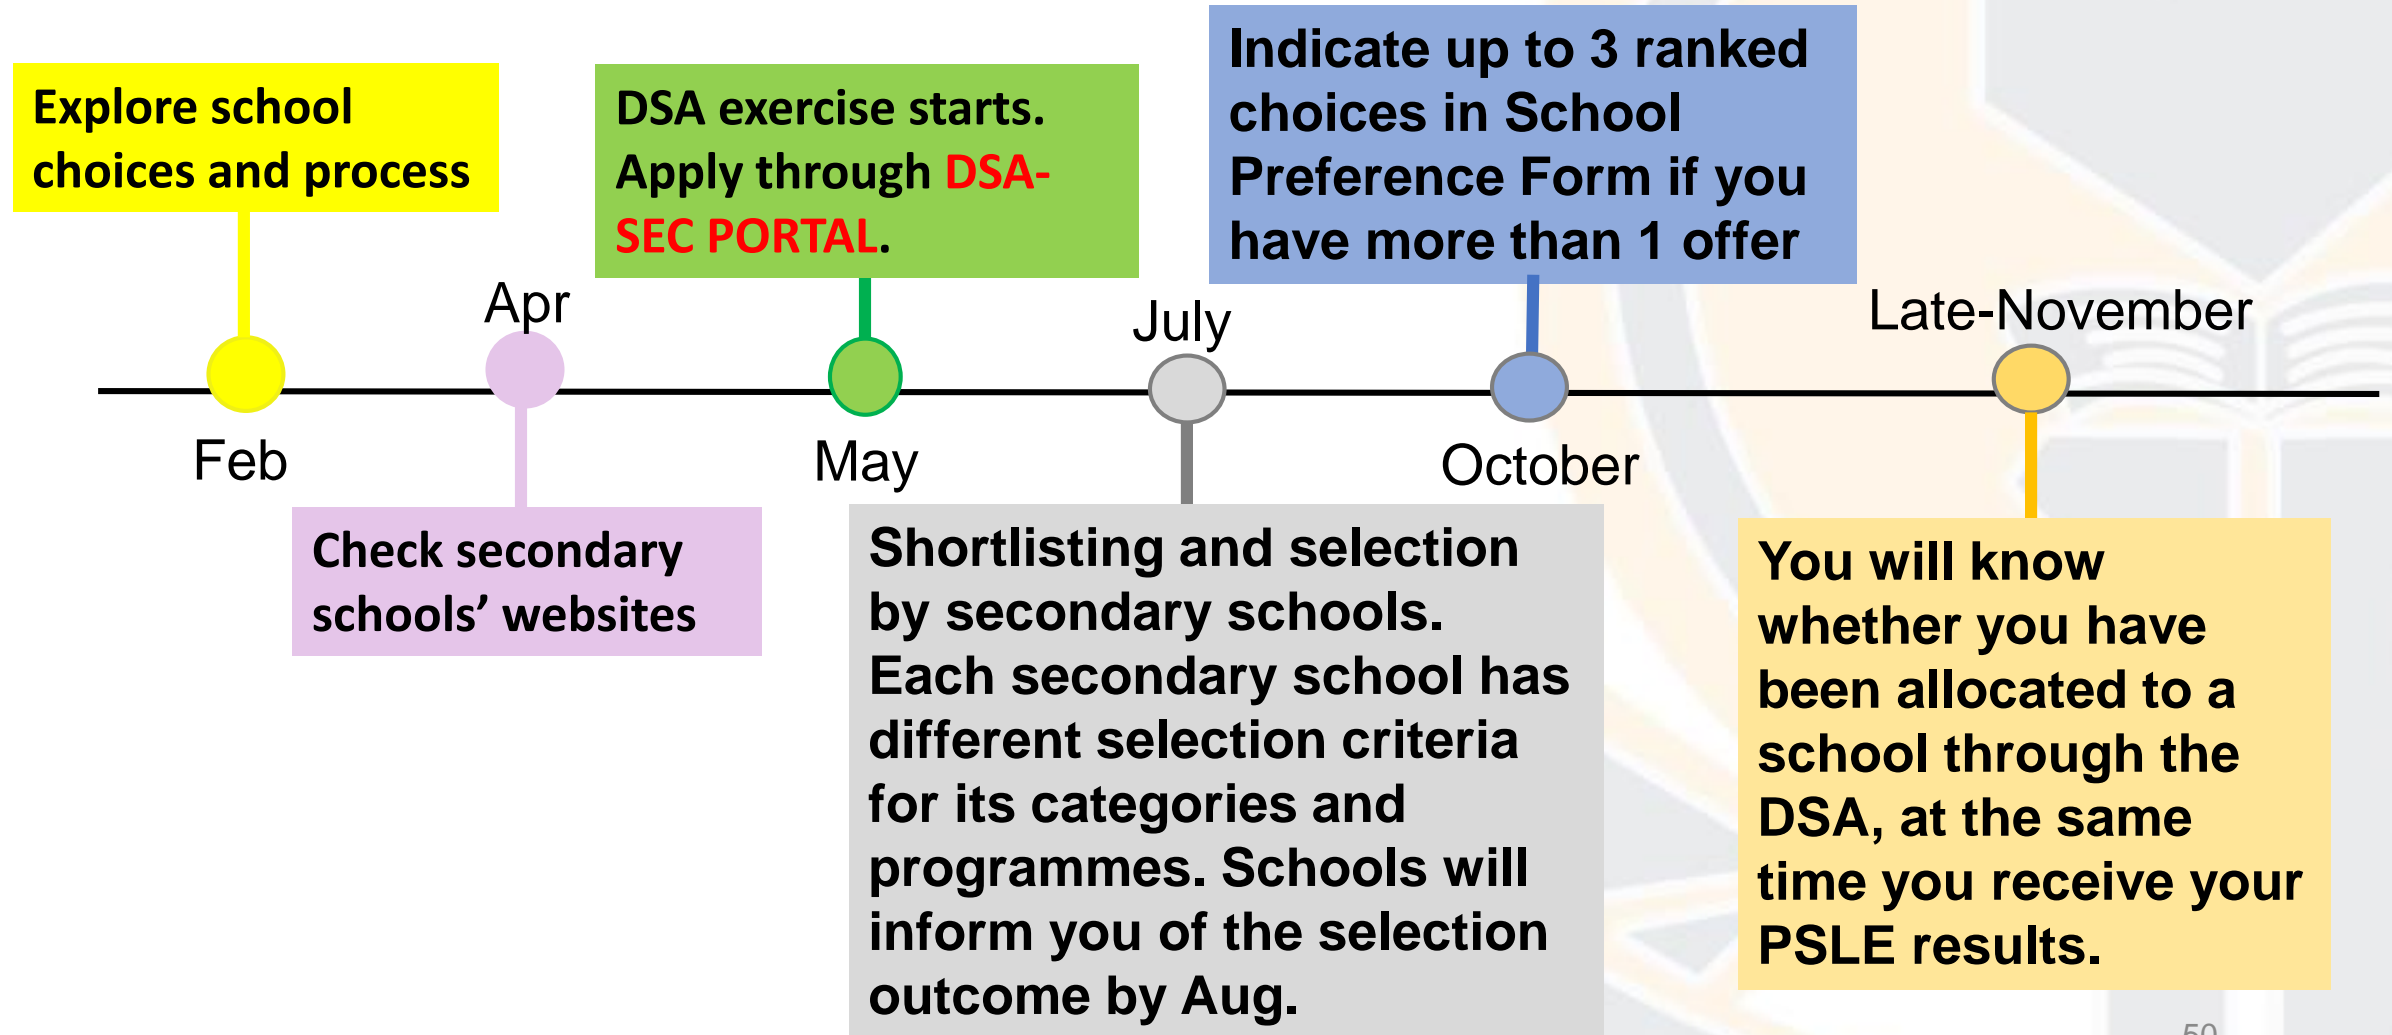 Explore school
choices and process
Feb
Apr
Check secondary
schools’ websites
DSA exercise starts.
Apply through DSA-
SEC PORTAL.
May
July
Shortlisting and selection
by secondary schools.
Each secondary school has
different selection criteria
for its categories and
programmes. Schools will
inform you of the selection
outcome by Aug.
Indicate up to 3 ranked
choices in School
Preference Form if you
have more than 1 offer
October
Late-November
You will know
whether you have
been allocated to a
school through the
DSA, at the same
time you receive your
PSLE results.
50